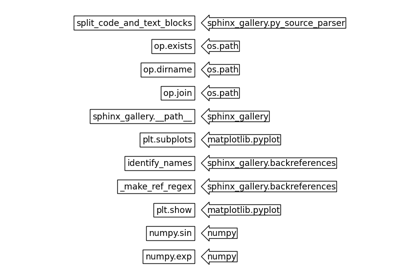 split_code_and_text_blocks sphinx_gallery.py_source_parser
op.exists os.path
op.dirname os.path
op.join os.path
sphinx_gallery.__path__ sphinx_gallery
plt.subplots matplotlib.pyplot
identify_names sphinx_gallery.backreferences
_make_ref_regex sphinx_gallery.backreferences
plt.show matplotlib.pyplot
numpy.sin numpy
numpy.exp numpy